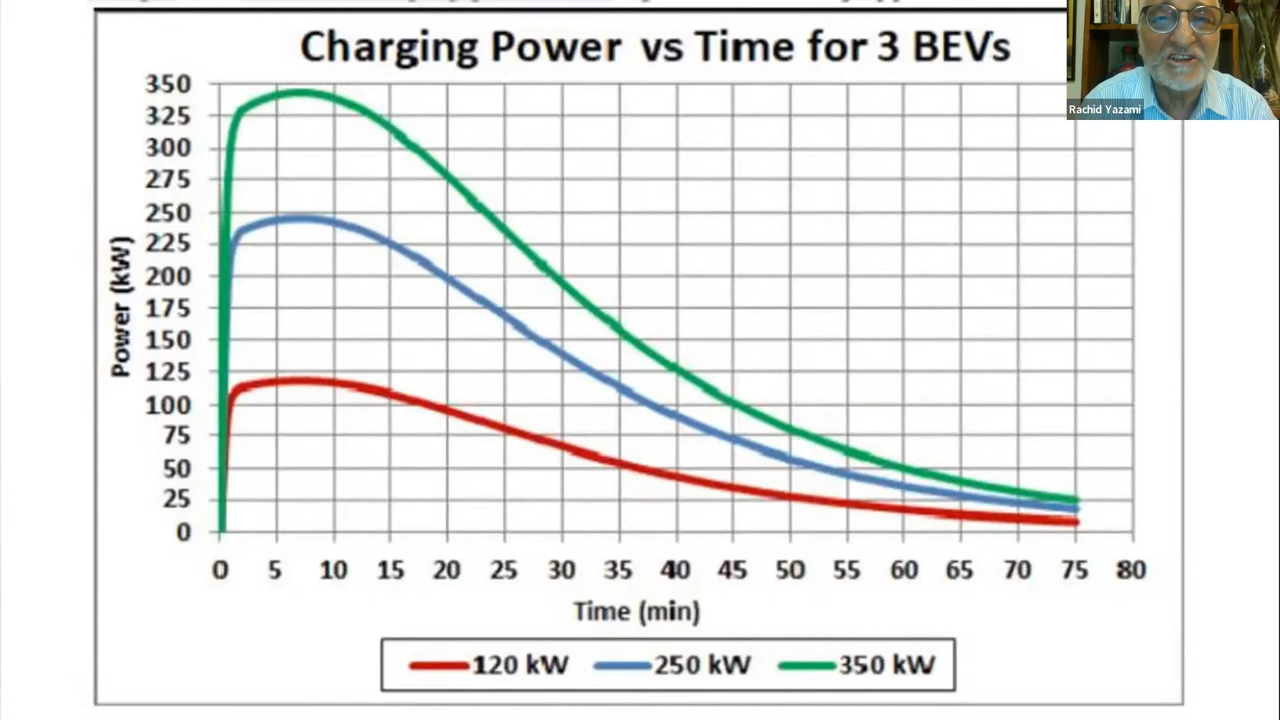 Charging Power vs Time for 3 BEVs
Rachid Yazami
350
325
300
275
250
225
200
175
150
125
100
75
50
25
0
Power (kW)
0 5 10 15 20 25 30 35 40 45 50 55 60 65 70 75 80
Time (min)
120 kW 250 kW 350 kW